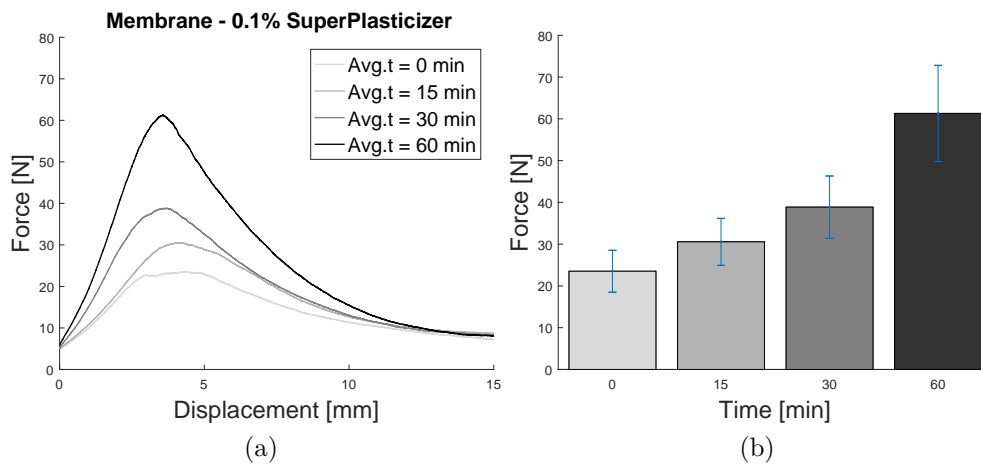 Membrane - 0.1% SuperPlasticizer
80
70
60
50
40
30
20
10
0
Force [N]
Avg.t = 0 min
Avg.t = 15 min
Avg.t = 30 min
Avg.t = 60 min
0 5 10 15
Displacement [mm]
(a)
80
70
60
50
40
30
20
10
0
Force [N]
0 15 30 60
Time [min]
(b)